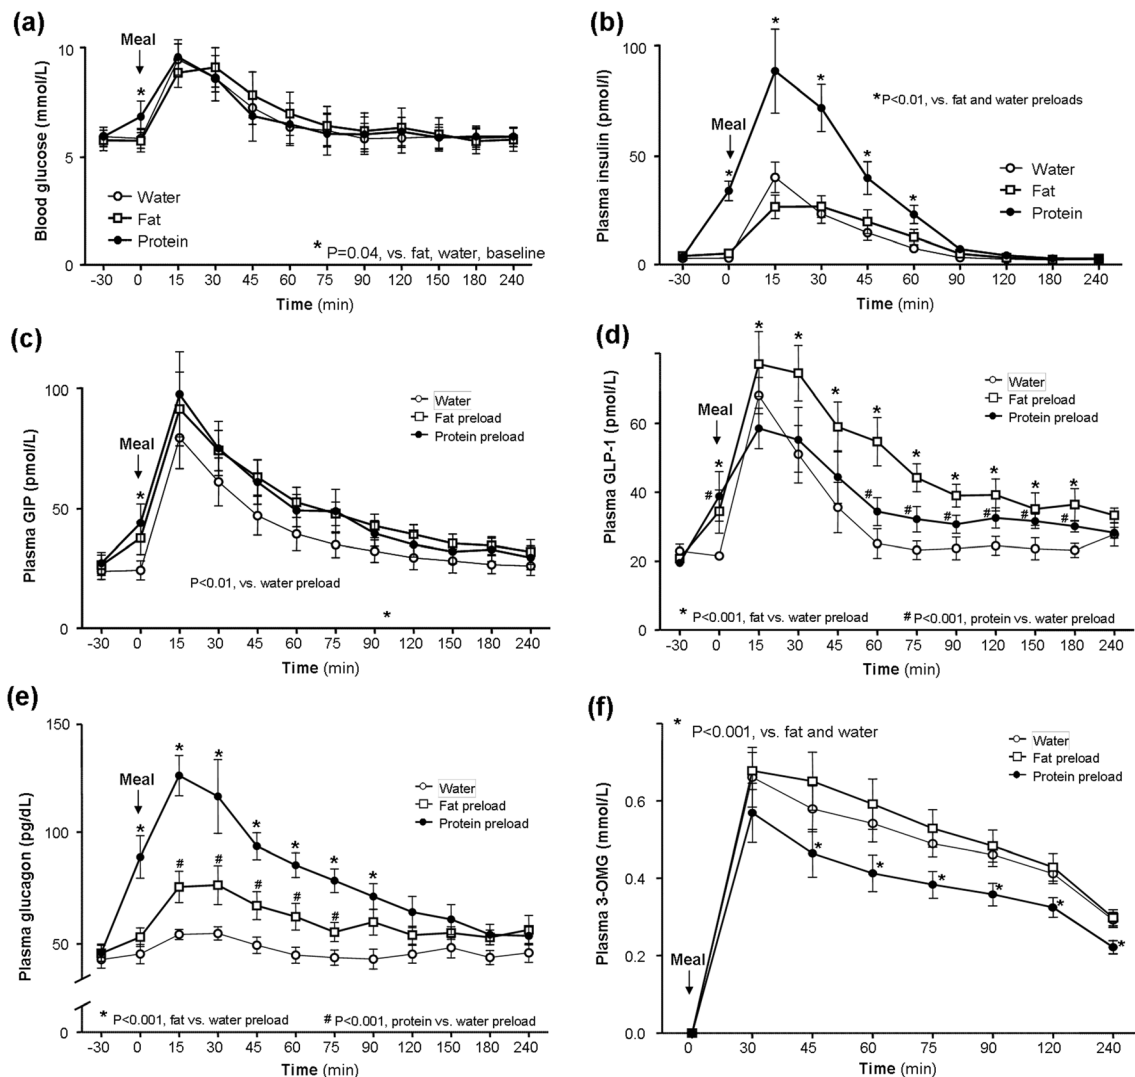 (a)
Meal
10
5
0
Blood glucose (mmol/L)
*
Water
Fat
Protein
* P=0.04, vs. fat, water, baseline
-30 0 15 30 45 60 75 90 120 150 180 240
Time (min)
(b)
100
50
0
Plasma insulin (pmol/l)
Meal
* * * * *
*P<0.01, vs. fat and water preloads
Water
Fat
Protein
-30 0 15 30 45 60 90 120 180 240
Time (min)
(c)
100
50
0
Plasma GIP (pmol/L)
Meal
*
Water
Fat preload
Protein preload
P<0.01, vs. water preload
*
-30 0 15 30 45 60 75 90 120 150 180 240
Time (min)
(d)
60
40
20
0
Plasma GLP-1 (pmol/L)
Meal
* * * * * * * * * *
# # # # # # #
Water
Fat preload
Protein preload
* P<0.001, fat vs. water preload
# P<0.001, protein vs. water preload
-30 0 15 30 45 60 75 90 120 150 180 240
Time (min)
(e)
150
100
50
0
Plasma glucagon (pg/dL)
Meal
* * * * * * *
# # # # #
Water
Fat preload
Protein preload
* P<0.001, fat vs. water preload
# P<0.001, protein vs. water preload
-30 0 15 30 45 60 75 90 120 150 180 240
Time (min)
(f)
* P<0.001, vs. fat and water
0.6
0.4
0.2
0.0
Plasma 3-OMG (mmol/L)
Meal
Water
Fat preload
Protein preload
* * * * * *
0 30 45 60 75 90 120 240
Time (min)